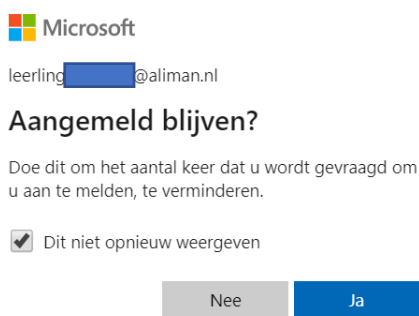 Microsoft
leerling @aliman.nl
Aangemeld blijven?
Doe dit om het aantal keer dat u wordt gevraagd om
u aan te melden, te verminderen.
Dit niet opnieuw weergeven
Nee Ja